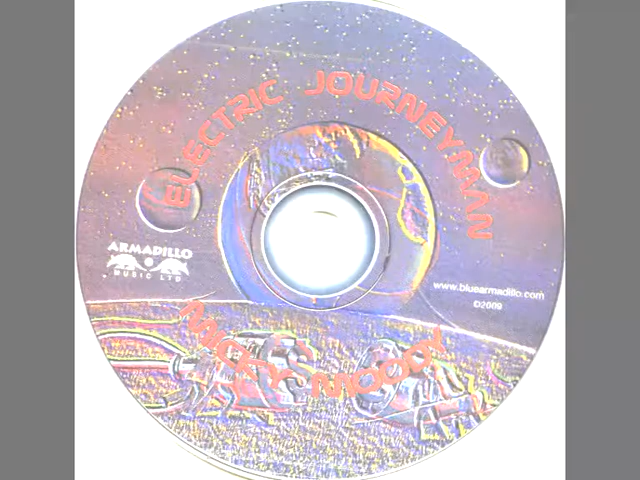 ELECTRIC JOURNEYMAN
ARMADILLO
MUSIC LTD
www.bluearmadillo.com
©2009
MICKY MOODY